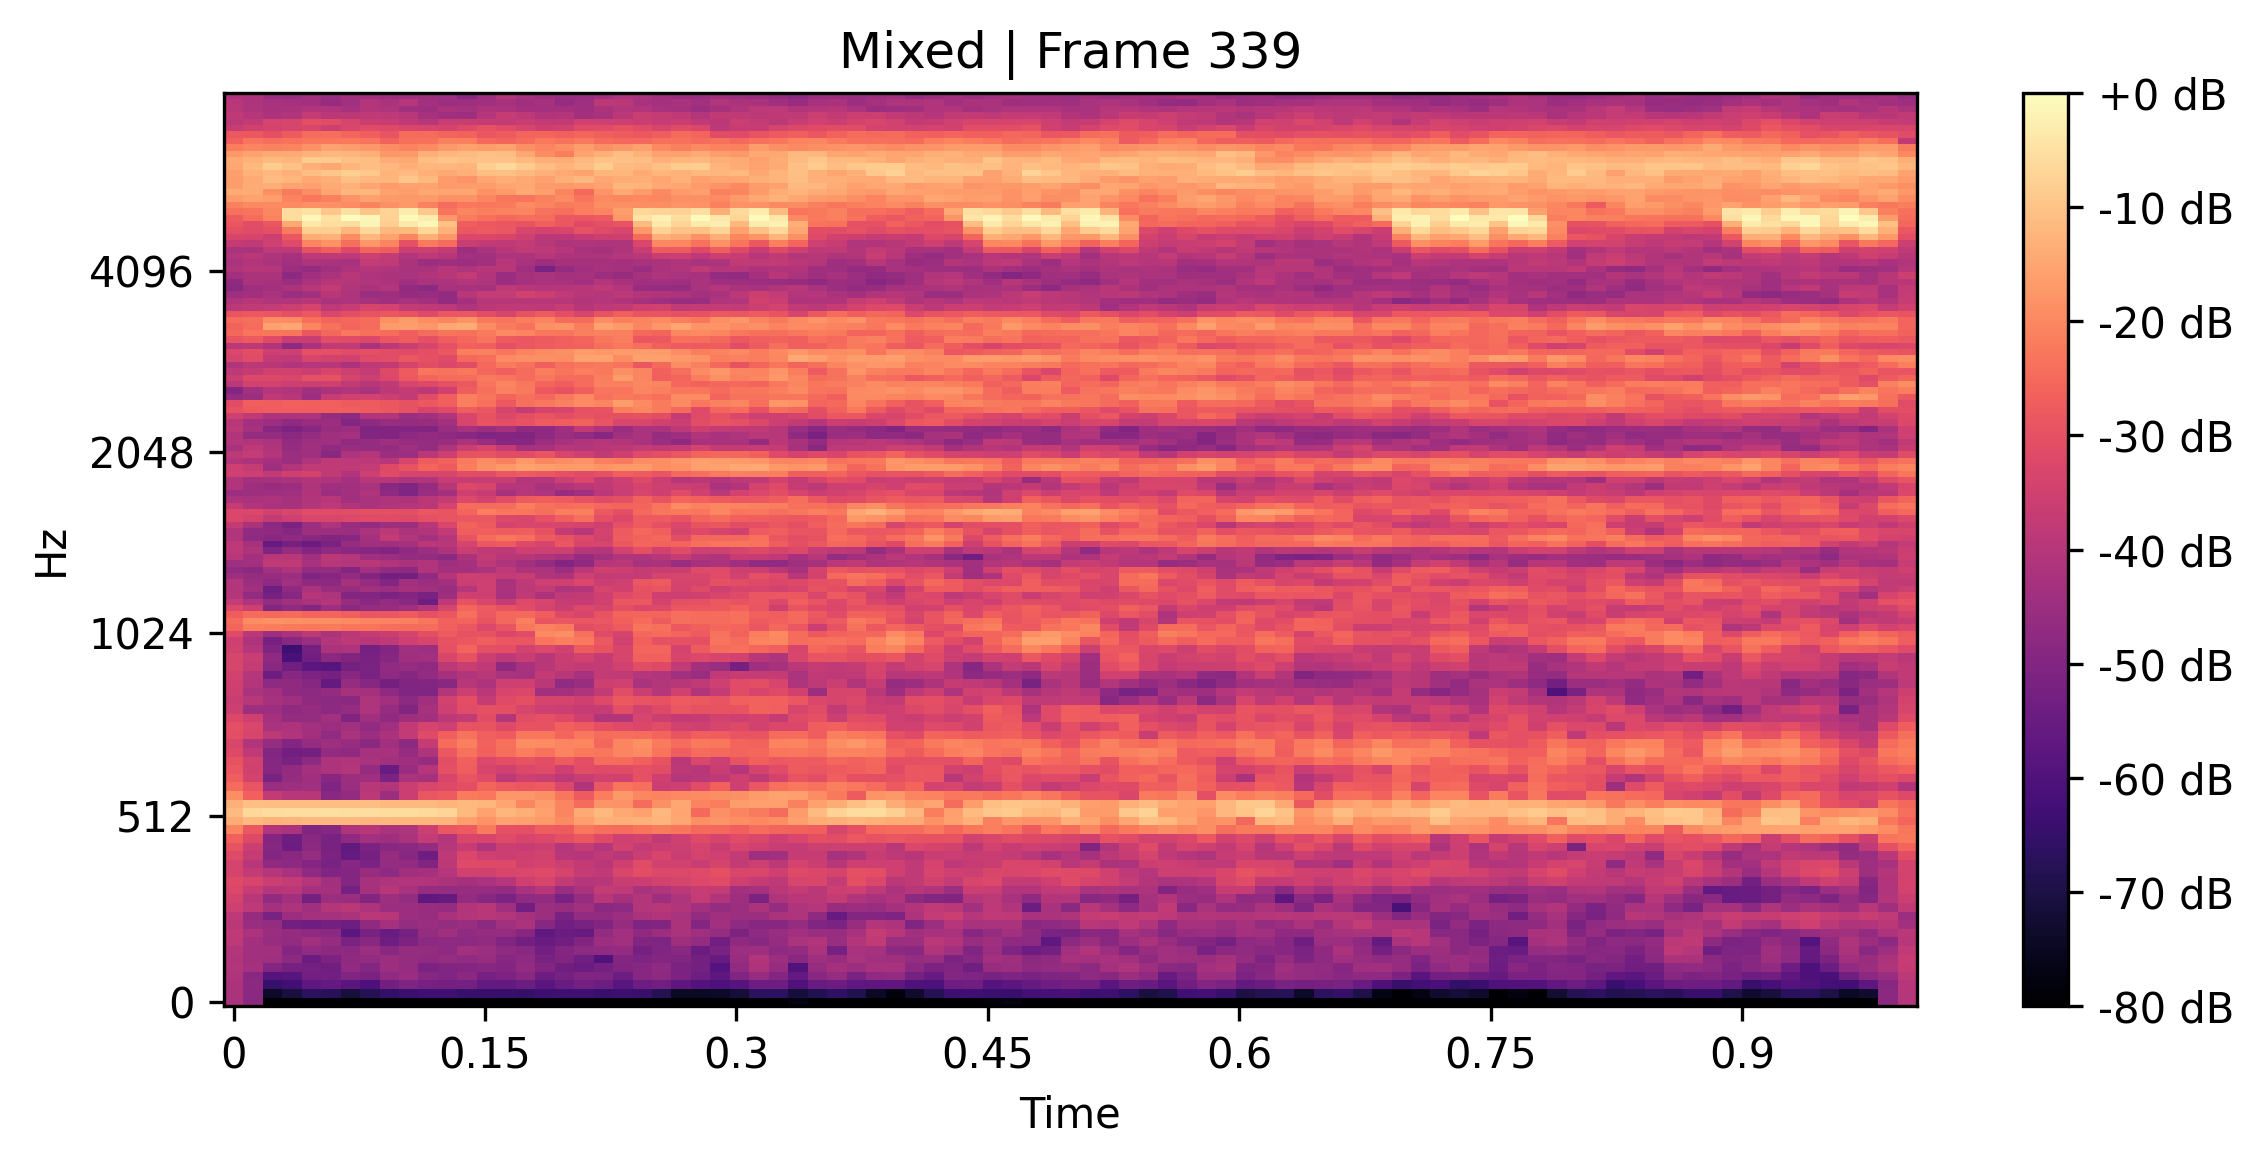 Mixed | Frame 339
Hz
4096
2048
1024
512
0
0 0.15 0.3 0.45 0.6 0.75 0.9
Time
+0 dB
-10 dB
-20 dB
-30 dB
-40 dB
-50 dB
-60 dB
-70 dB
-80 dB